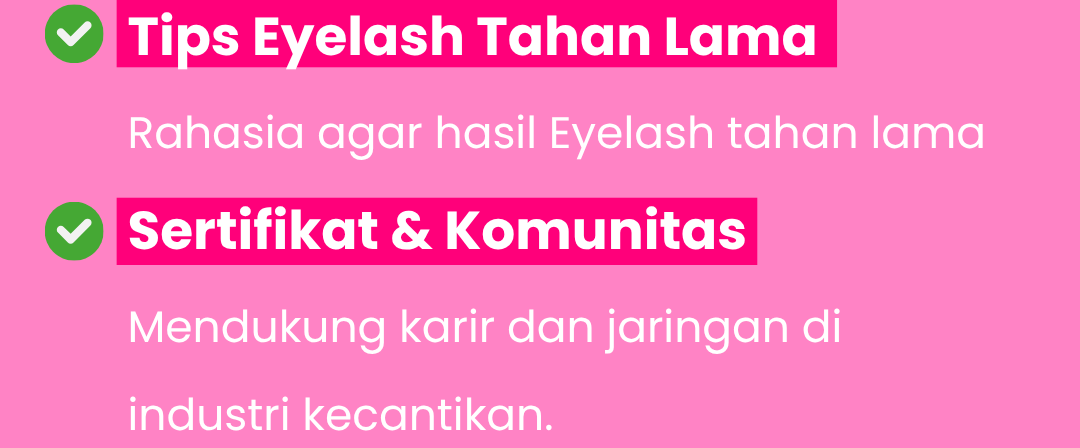 Tips Eyelash Tahan Lama
Rahasia agar hasil Eyelash tahan lama
Sertifikat & Komunitas
Mendukung karir dan jaringan di
industri kecantikan.